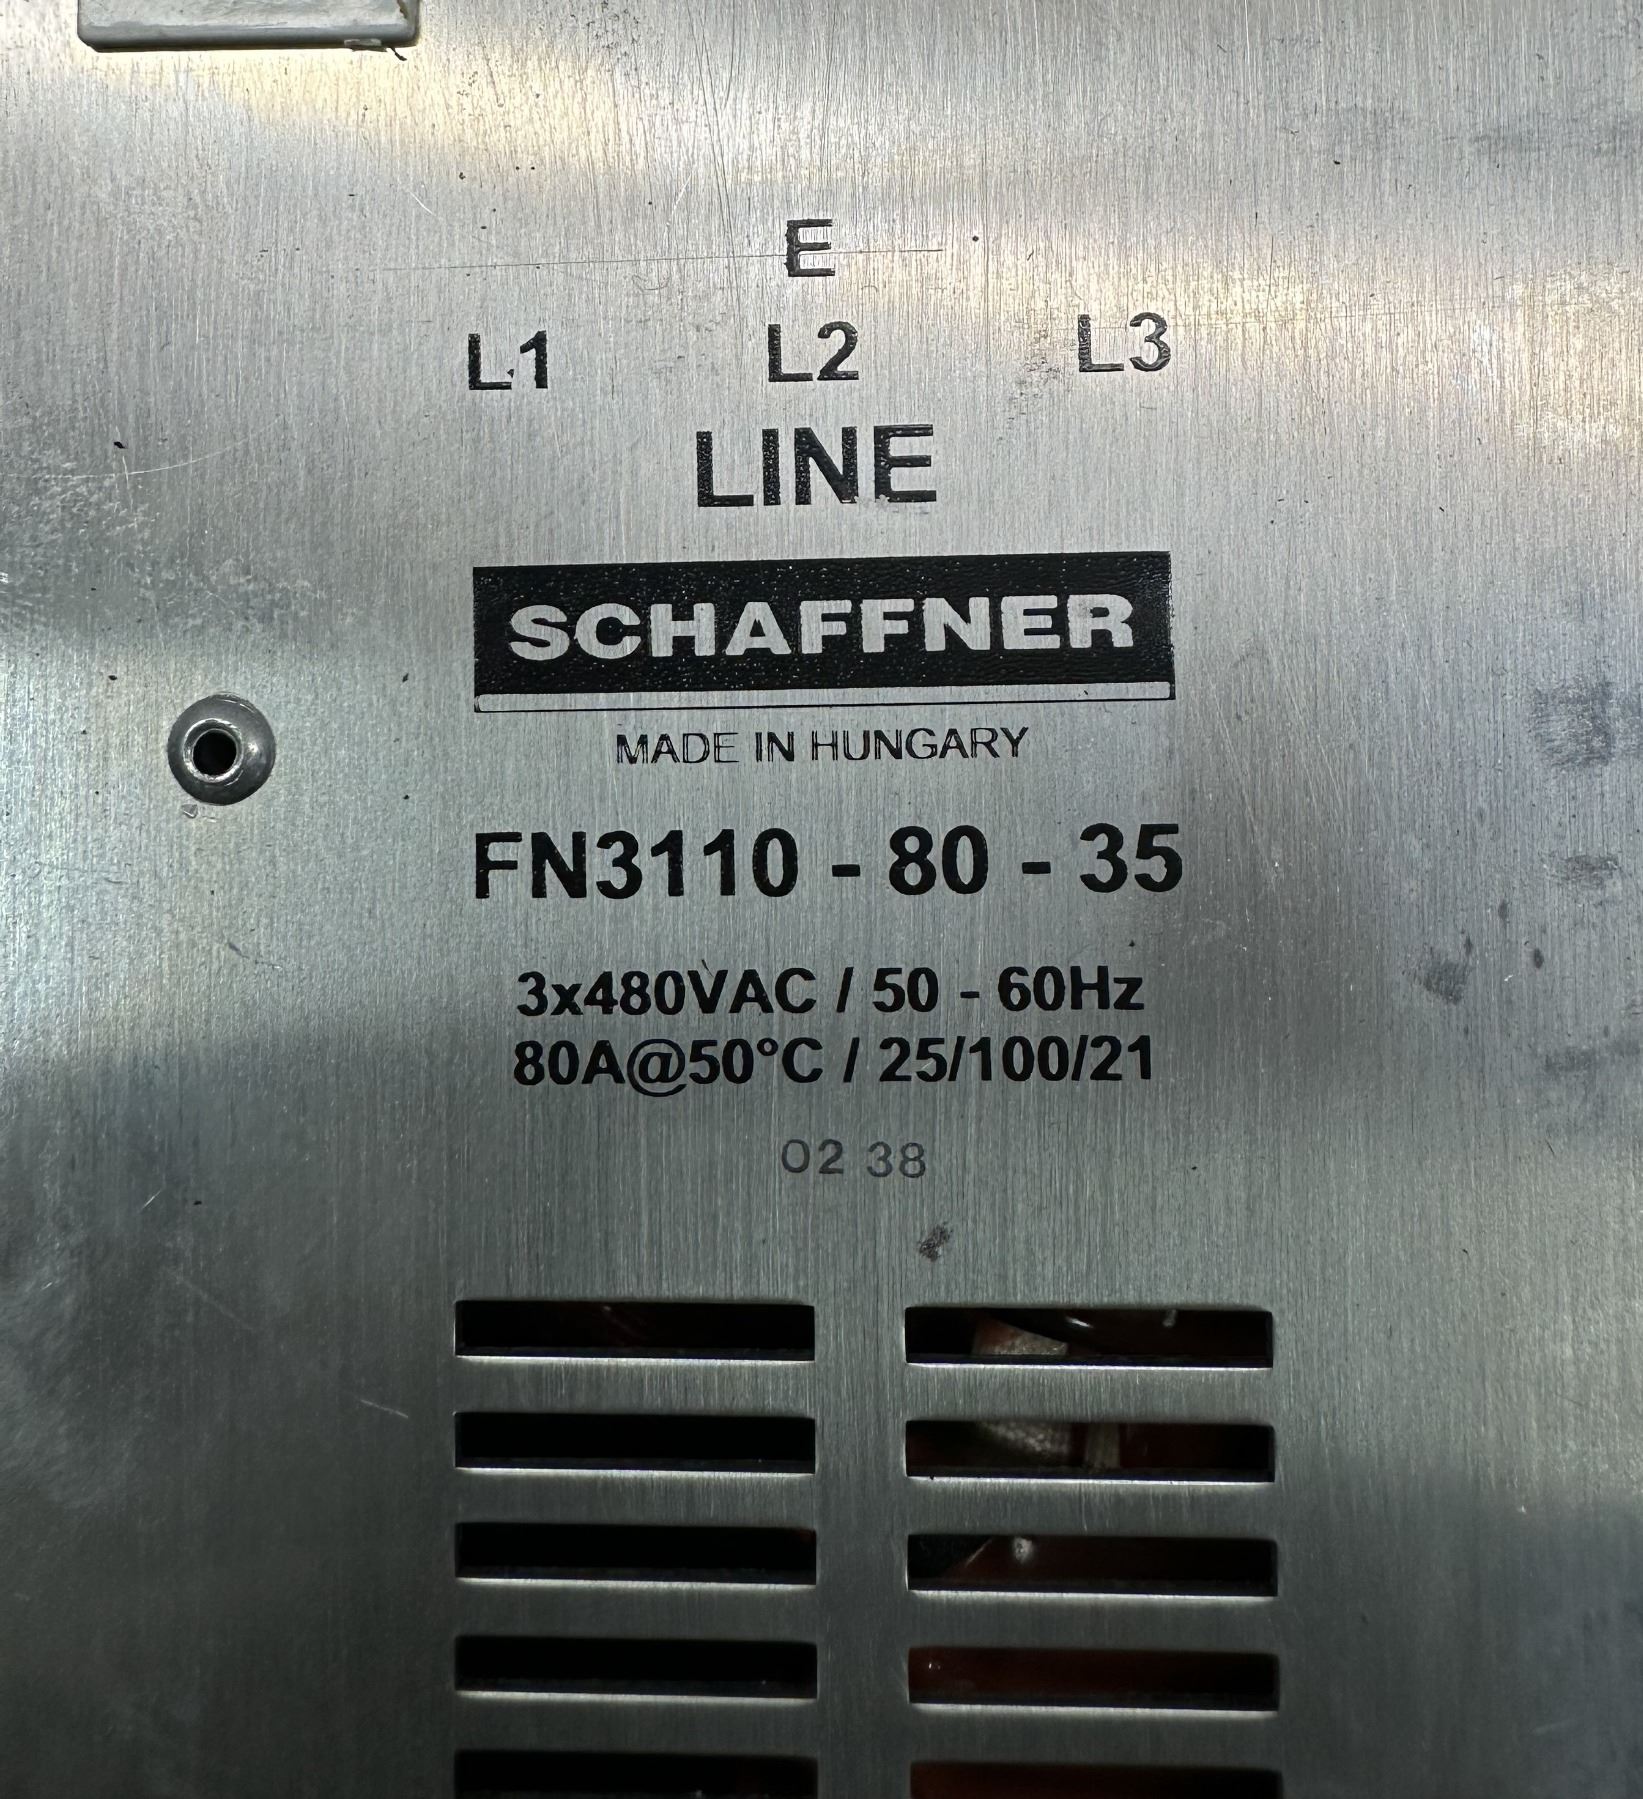 E
L1 L2 L3
LINE
SCHAFFNER
MADE IN HUNGARY
FN3110 - 80 - 35
3x480VAC / 50 - 60Hz
80A@50°C / 25/100/21
02 38